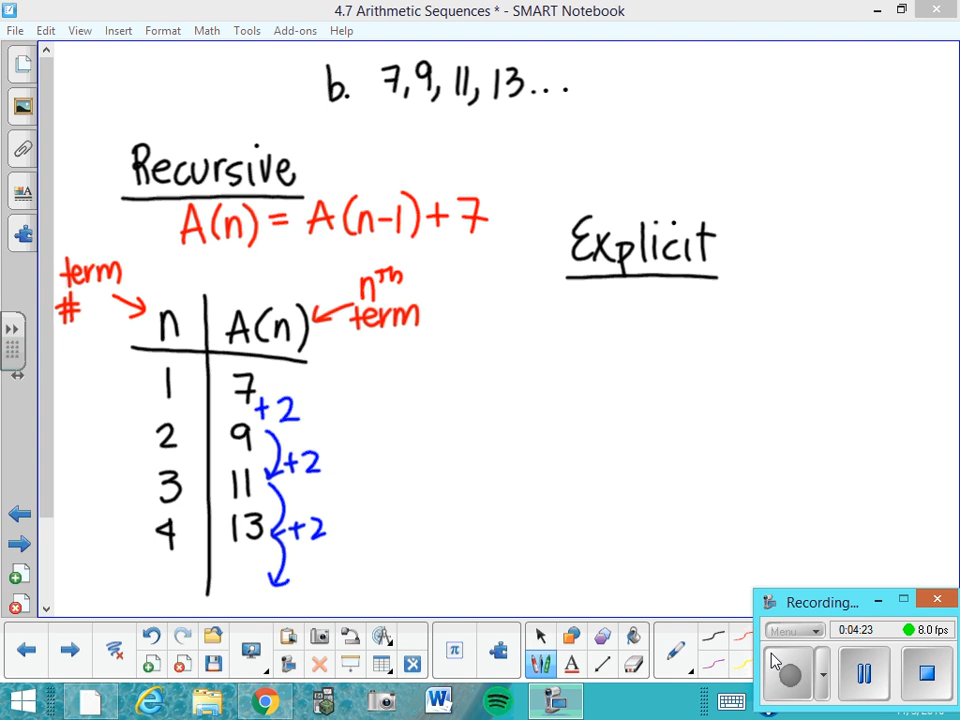 4.7 Arithmetic Sequences * - SMART Notebook
File Edit View Insert Format Math Tools Add-ons Help
b. 7, 9, 11, 13...
Recursive
A(n) = A(n-1) + 7
Explicit
term
#
nth
term
n A(n)
1 7
+2
2 9
+2
3 11
4 13 +2
Recording...
Menu 0:04:23 8.0 fps